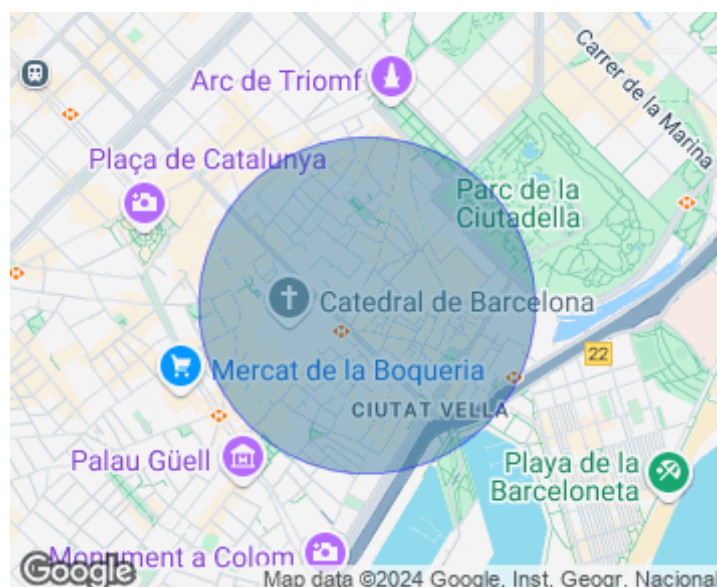 Arc de Triomf
Carrer de la Marina
Plaça de Catalunya
Parc de la
Ciutadella
Catedral de Barcelona
22
Mercat de la Boqueria
CIUTAT VELLA
Palau Güell
Playa de la
Barceloneta
Monument a Colom
Google
Map data ©2024 Google, Inst. Geogr. Nacional